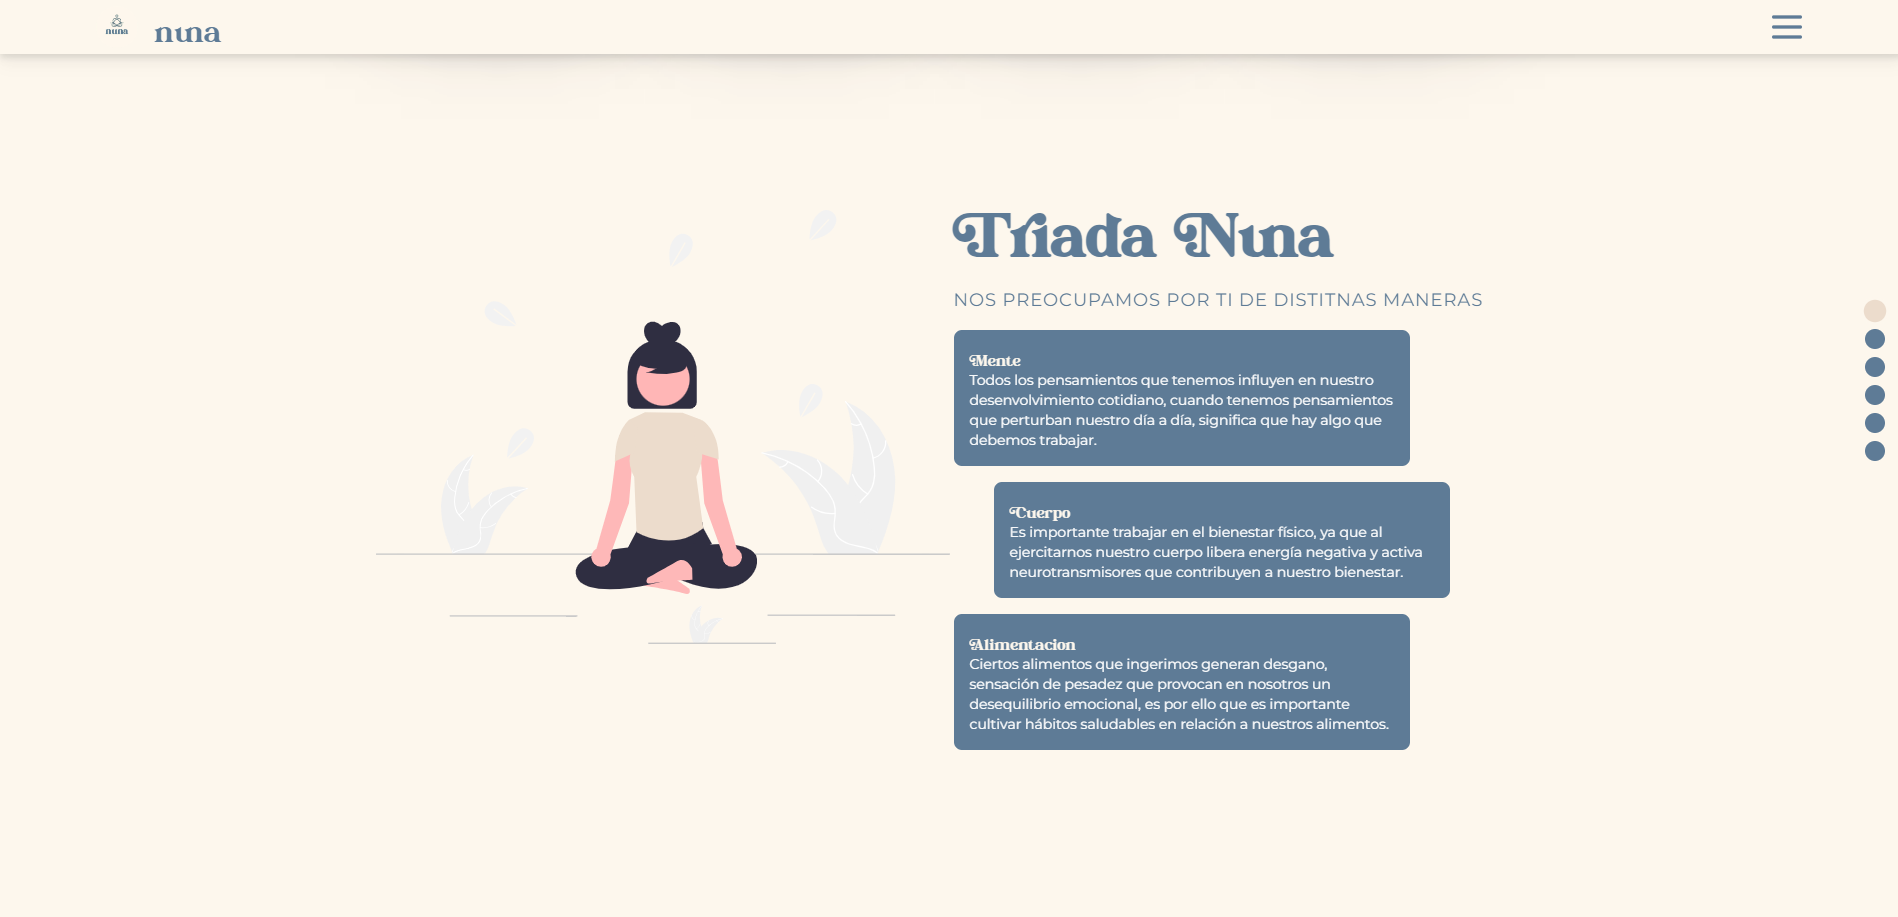 nuna
nuna
Triada Nuna
NOS PREOCUPAMOS POR TI DE DISTITNAS MANERAS
Mente
Todos los pensamientos que tenemos influyen en nuestro
desenvolvimiento cotidiano, cuando tenemos pensamientos
que perturban nuestro día a día, significa que hay algo que
debemos trabajar.
Cuerpo
Es importante trabajar en el bienestar físico, ya que al
ejercitarnos nuestro cuerpo libera energía negativa y activa
neurotransmisores que contribuyen a nuestro bienestar.
Alimentacion
Ciertos alimentos que ingerimos generan desgano,
sensación de pesadez que provocan en nosotros un
desequilibrio emocional, es por ello que es importante
cultivar hábitos saludables en relación a nuestros alimentos.